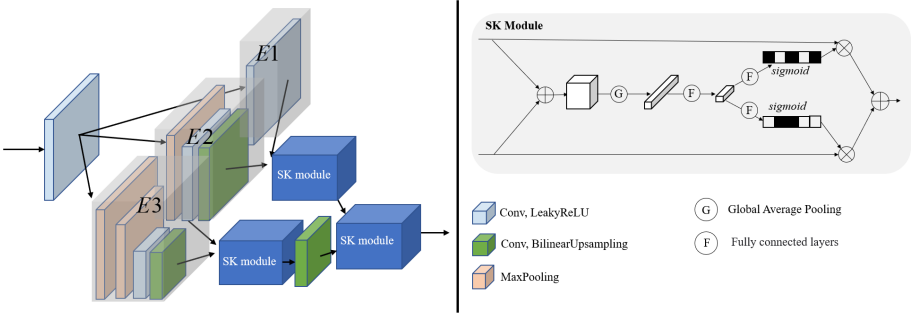 E1
E2
E3
SK module
SK module
SK module
SK Module
G
F
F
F
sigmoid
sigmoid
Conv, LeakyReLU
Conv, BilinearUpsampling
MaxPooling
G Global Average Pooling
F Fully connected layers